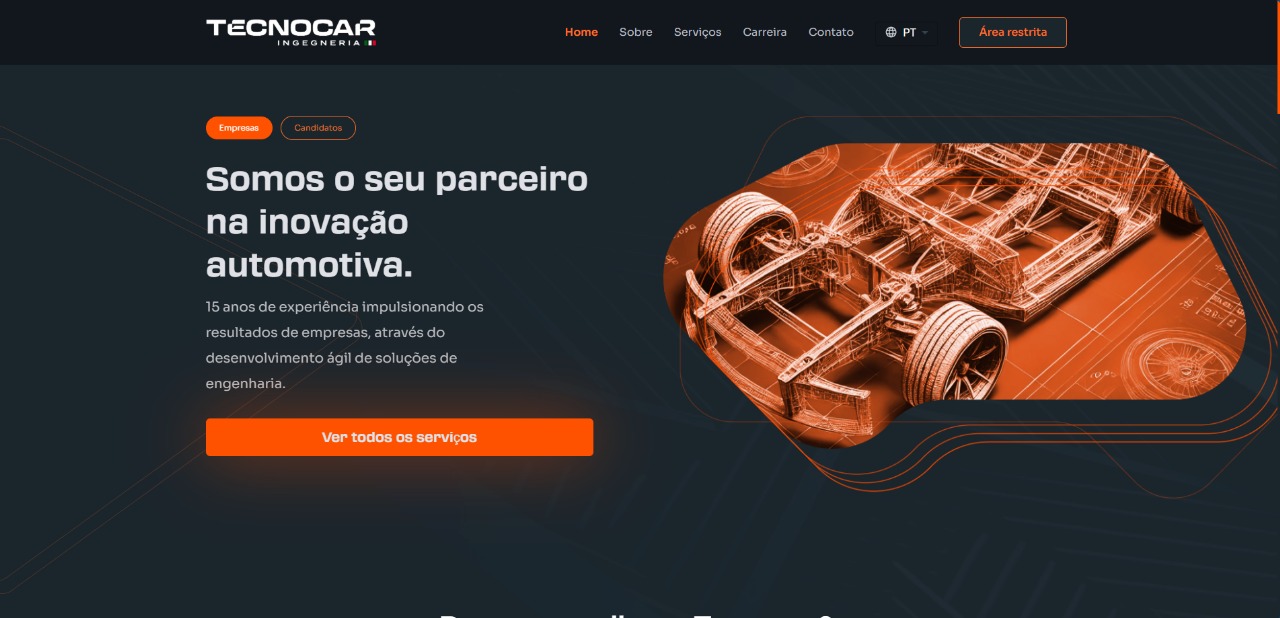 TECNOCAR
INGEGNERIA
Home Sobre Serviços Carreira Contato PT Área restrita
Empresas Candidatos
Somos o seu parceiro
na inovação
automotiva.
15 anos de experiência impulsionando os
resultados de empresas, através do
desenvolvimento ágil de soluções de
engenharia.
Ver todos os serviços